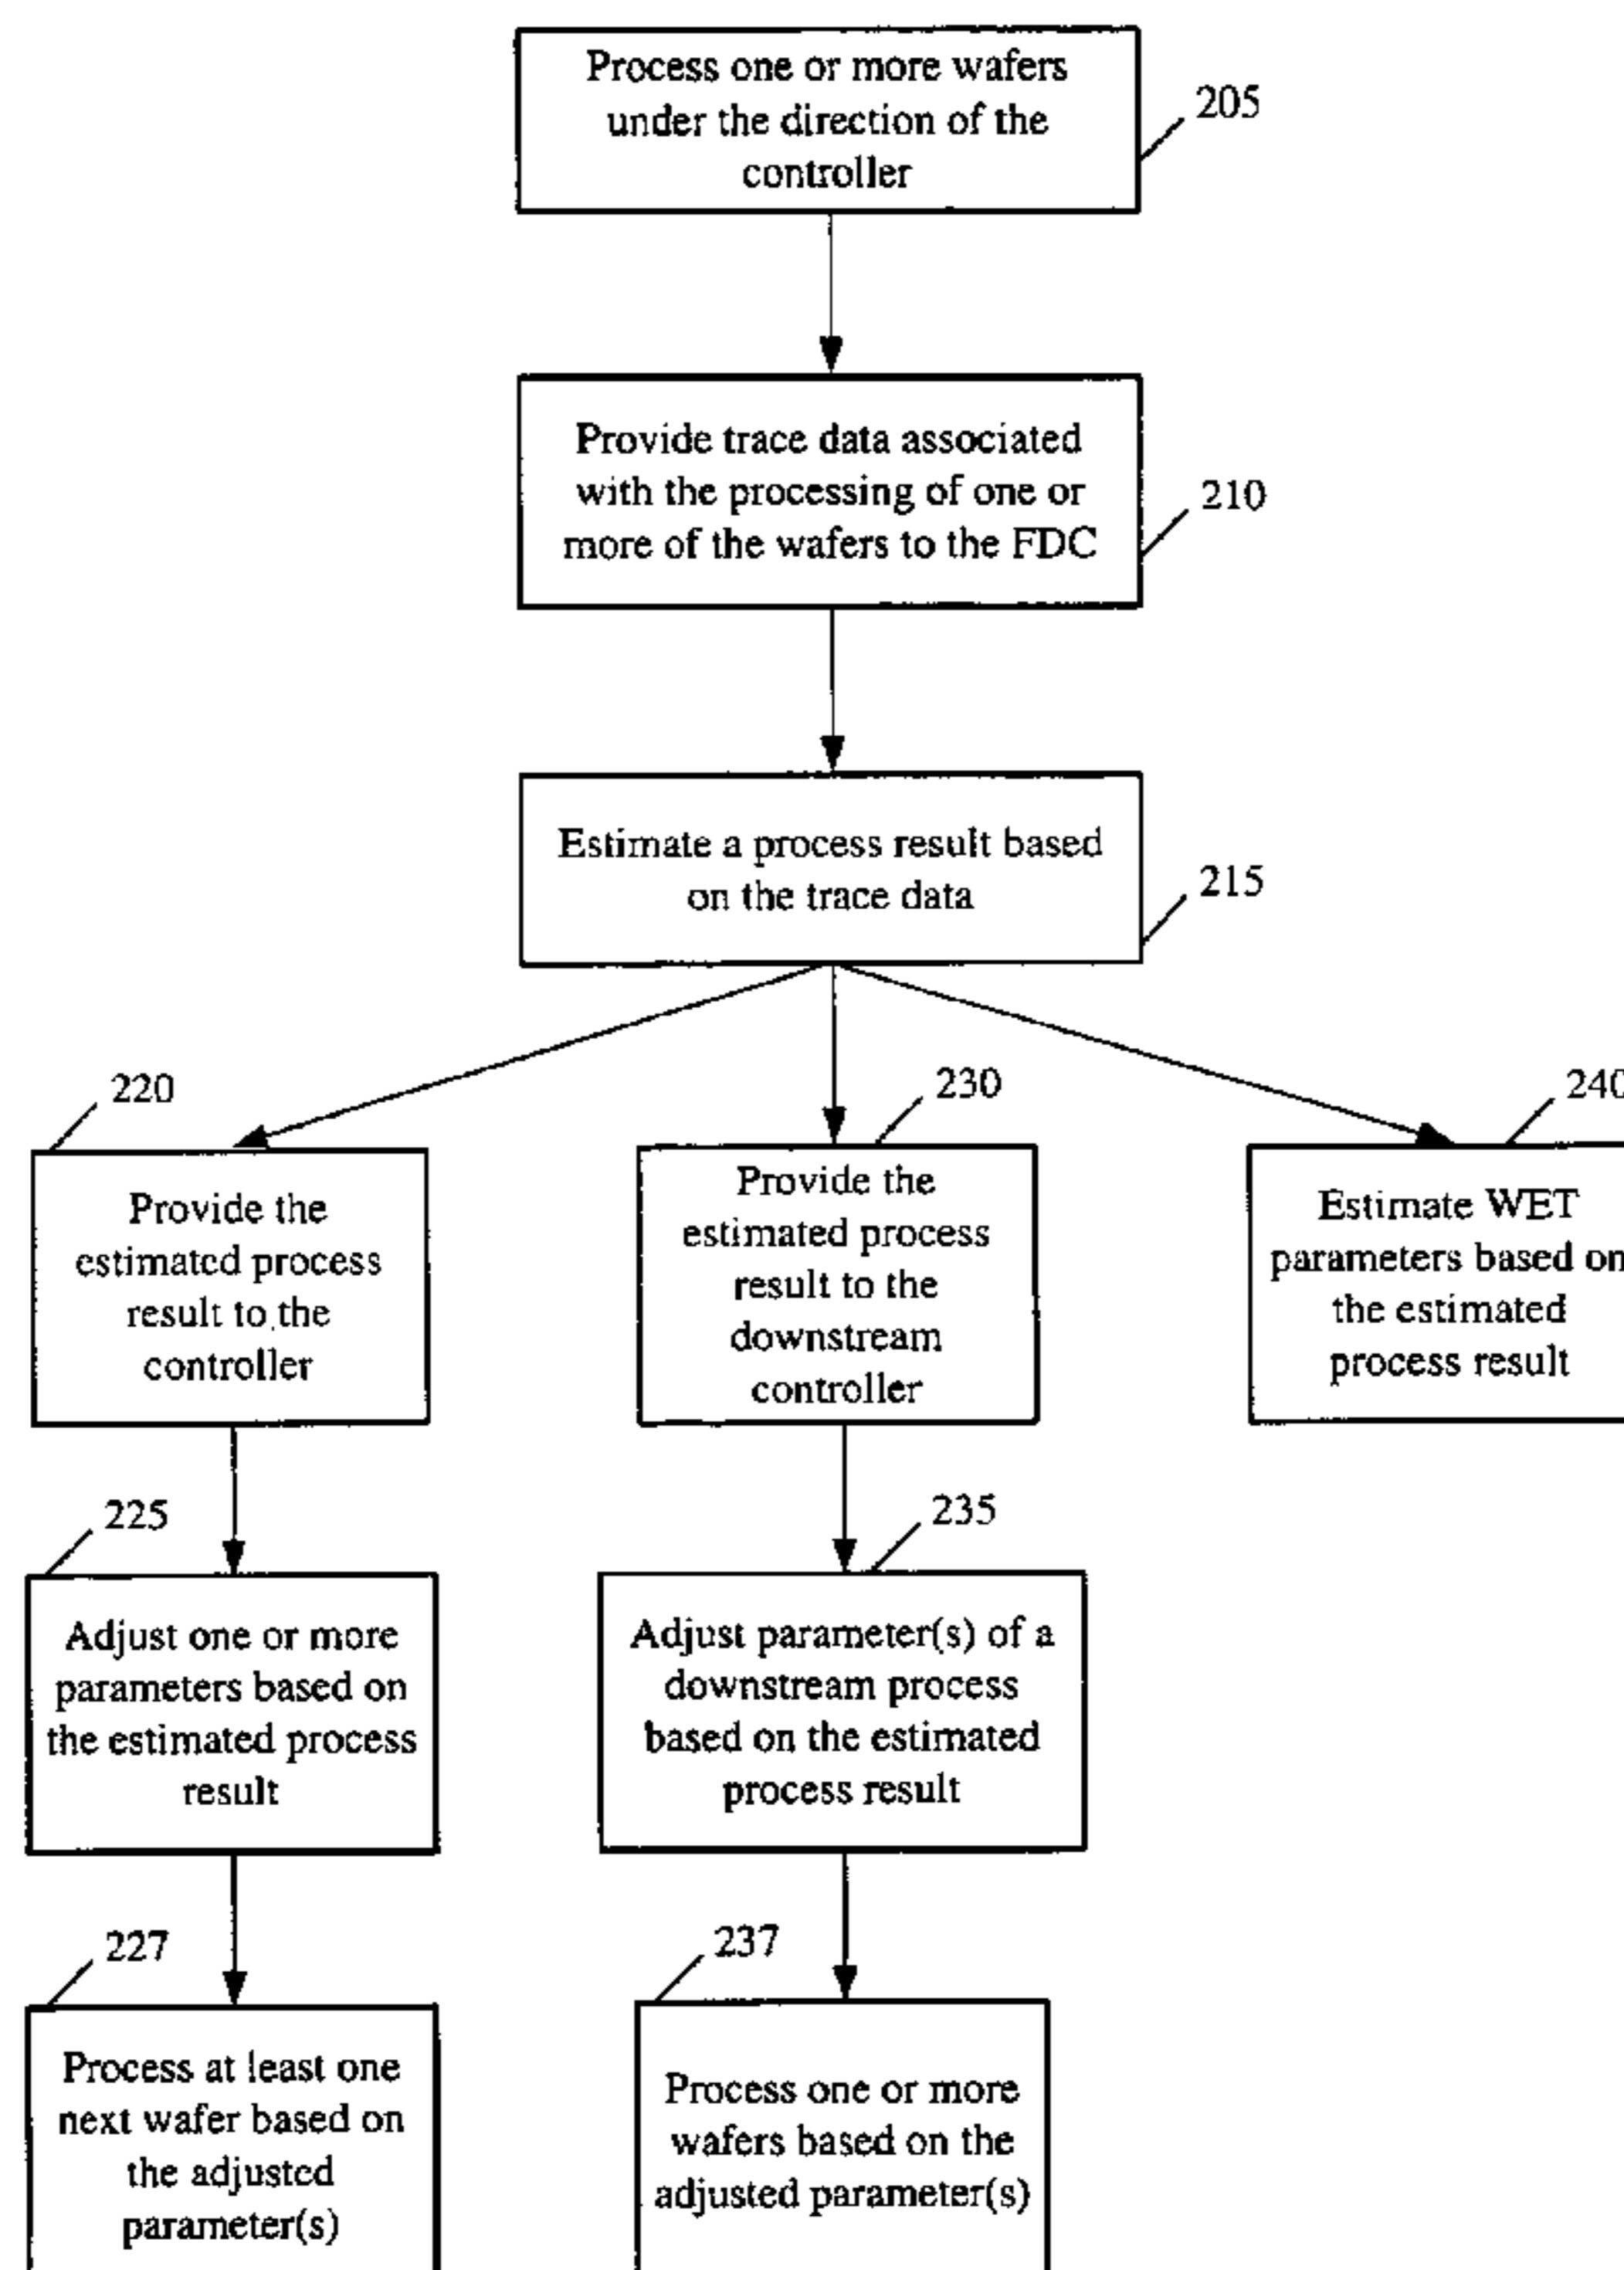 Process one or more wafers
under the direction of the
controller
205
Provide trace data associated
with the processing of one or
more of the wafers to the FDC
210
Estimate a process result based
on the trace data
215
220
Provide the
estimated process
result to the
controller
230
Provide the
estimated process
result to the
downstream
controller
240
Estimate WET
parameters based on
the estimated
process result
225
Adjust one or more
parameters based on
the estimated process
result
235
Adjust parameter(s) of a
downstream process
based on the estimated
process result
227
Process at least one
next wafer based on
the adjusted
parameter(s)
237
Process one or more
wafers based on the
adjusted parameter(s)